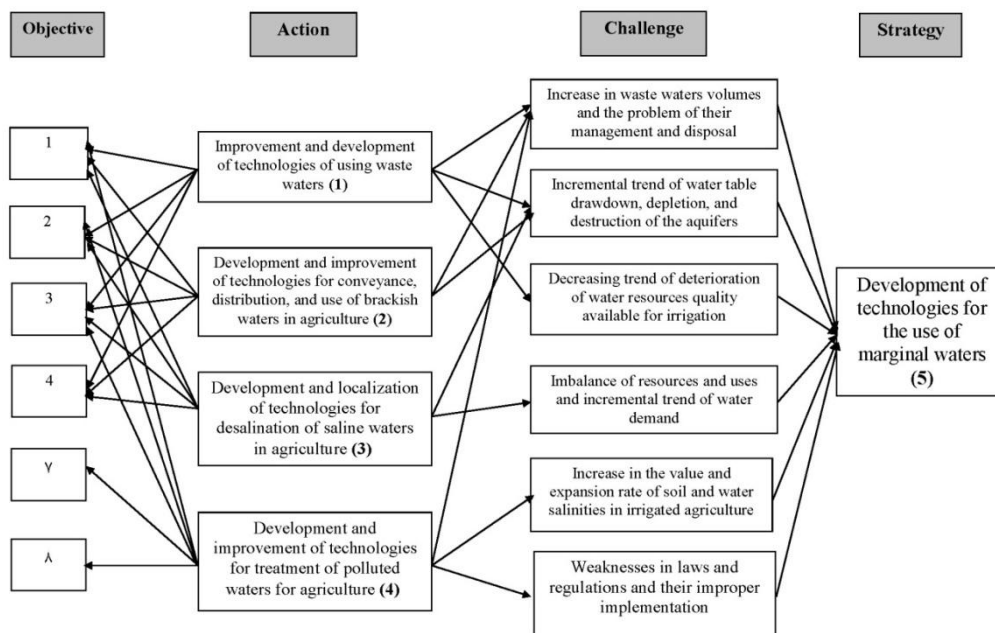 Objective
Action
Challenge
Strategy
1
2
3
4
۷
۸
Improvement and development
of technologies of using waste
waters (1)
Development and improvement
of technologies for conveyance,
distribution, and use of brackish
waters in agriculture (2)
Development and localization
of technologies for
desalination of saline waters
in agriculture (3)
Development and
improvement of technologies
for treatment of polluted
waters for agriculture (4)
Increase in waste waters volumes
and the problem of their
management and disposal
Incremental trend of water table
drawdown, depletion, and
destruction of the aquifers
Decreasing trend of deterioration
of water resources quality
available for irrigation
Imbalance of resources and uses
and incremental trend of water
demand
Increase in the value and
expansion rate of soil and water
salinities in irrigated agriculture
Weaknesses in laws and
regulations and their improper
implementation
Development of
technologies for
the use of
marginal waters
(5)